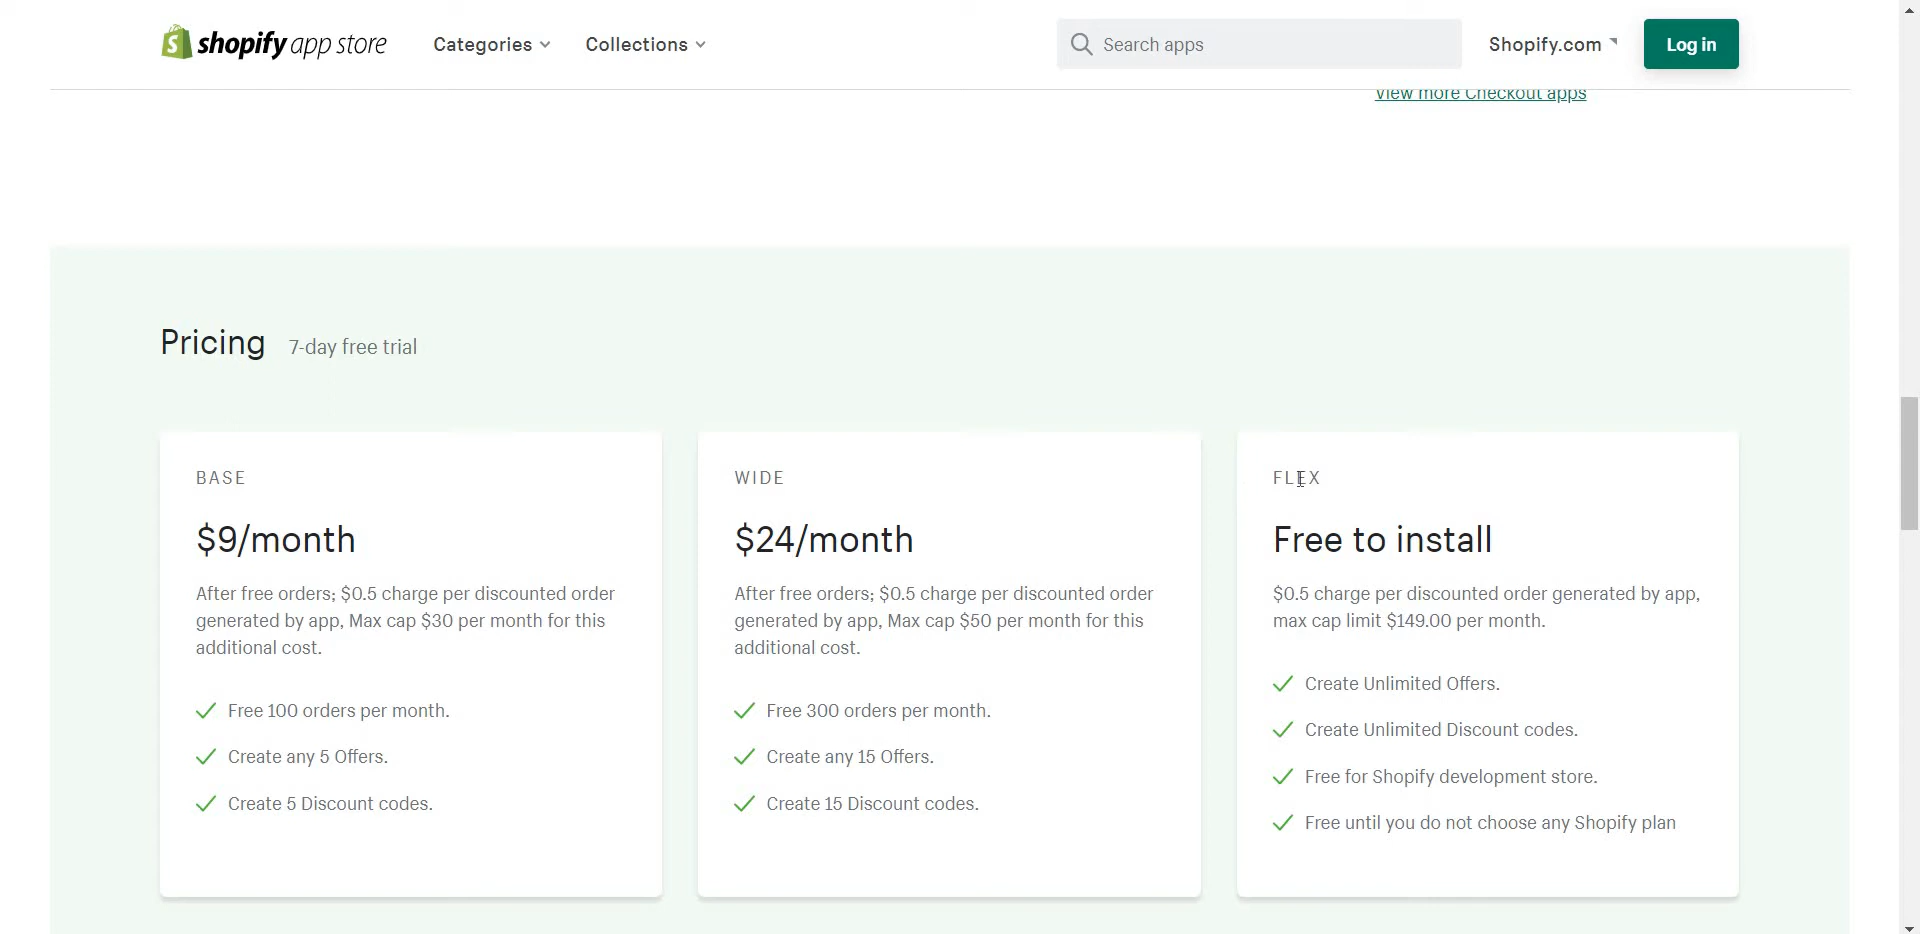 shopify app store
Categories
Collections
Search apps
Shopify.com
Log in
View more Checkout apps
Pricing
7-day free trial
BASE
$9/month
After free orders; $0.5 charge per discounted order
generated by app, Max cap $30 per month for this
additional cost.
Free 100 orders per month.
Create any 5 Offers.
Create 5 Discount codes.
WIDE
$24/month
After free orders; $0.5 charge per discounted order
generated by app, Max cap $50 per month for this
additional cost.
Free 300 orders per month.
Create any 15 Offers.
Create 15 Discount codes.
FLEX
Free to install
$0.5 charge per discounted order generated by app,
max cap limit $149.00 per month.
Create Unlimited Offers.
Create Unlimited Discount codes.
Free for Shopify development store.
Free until you do not choose any Shopify plan